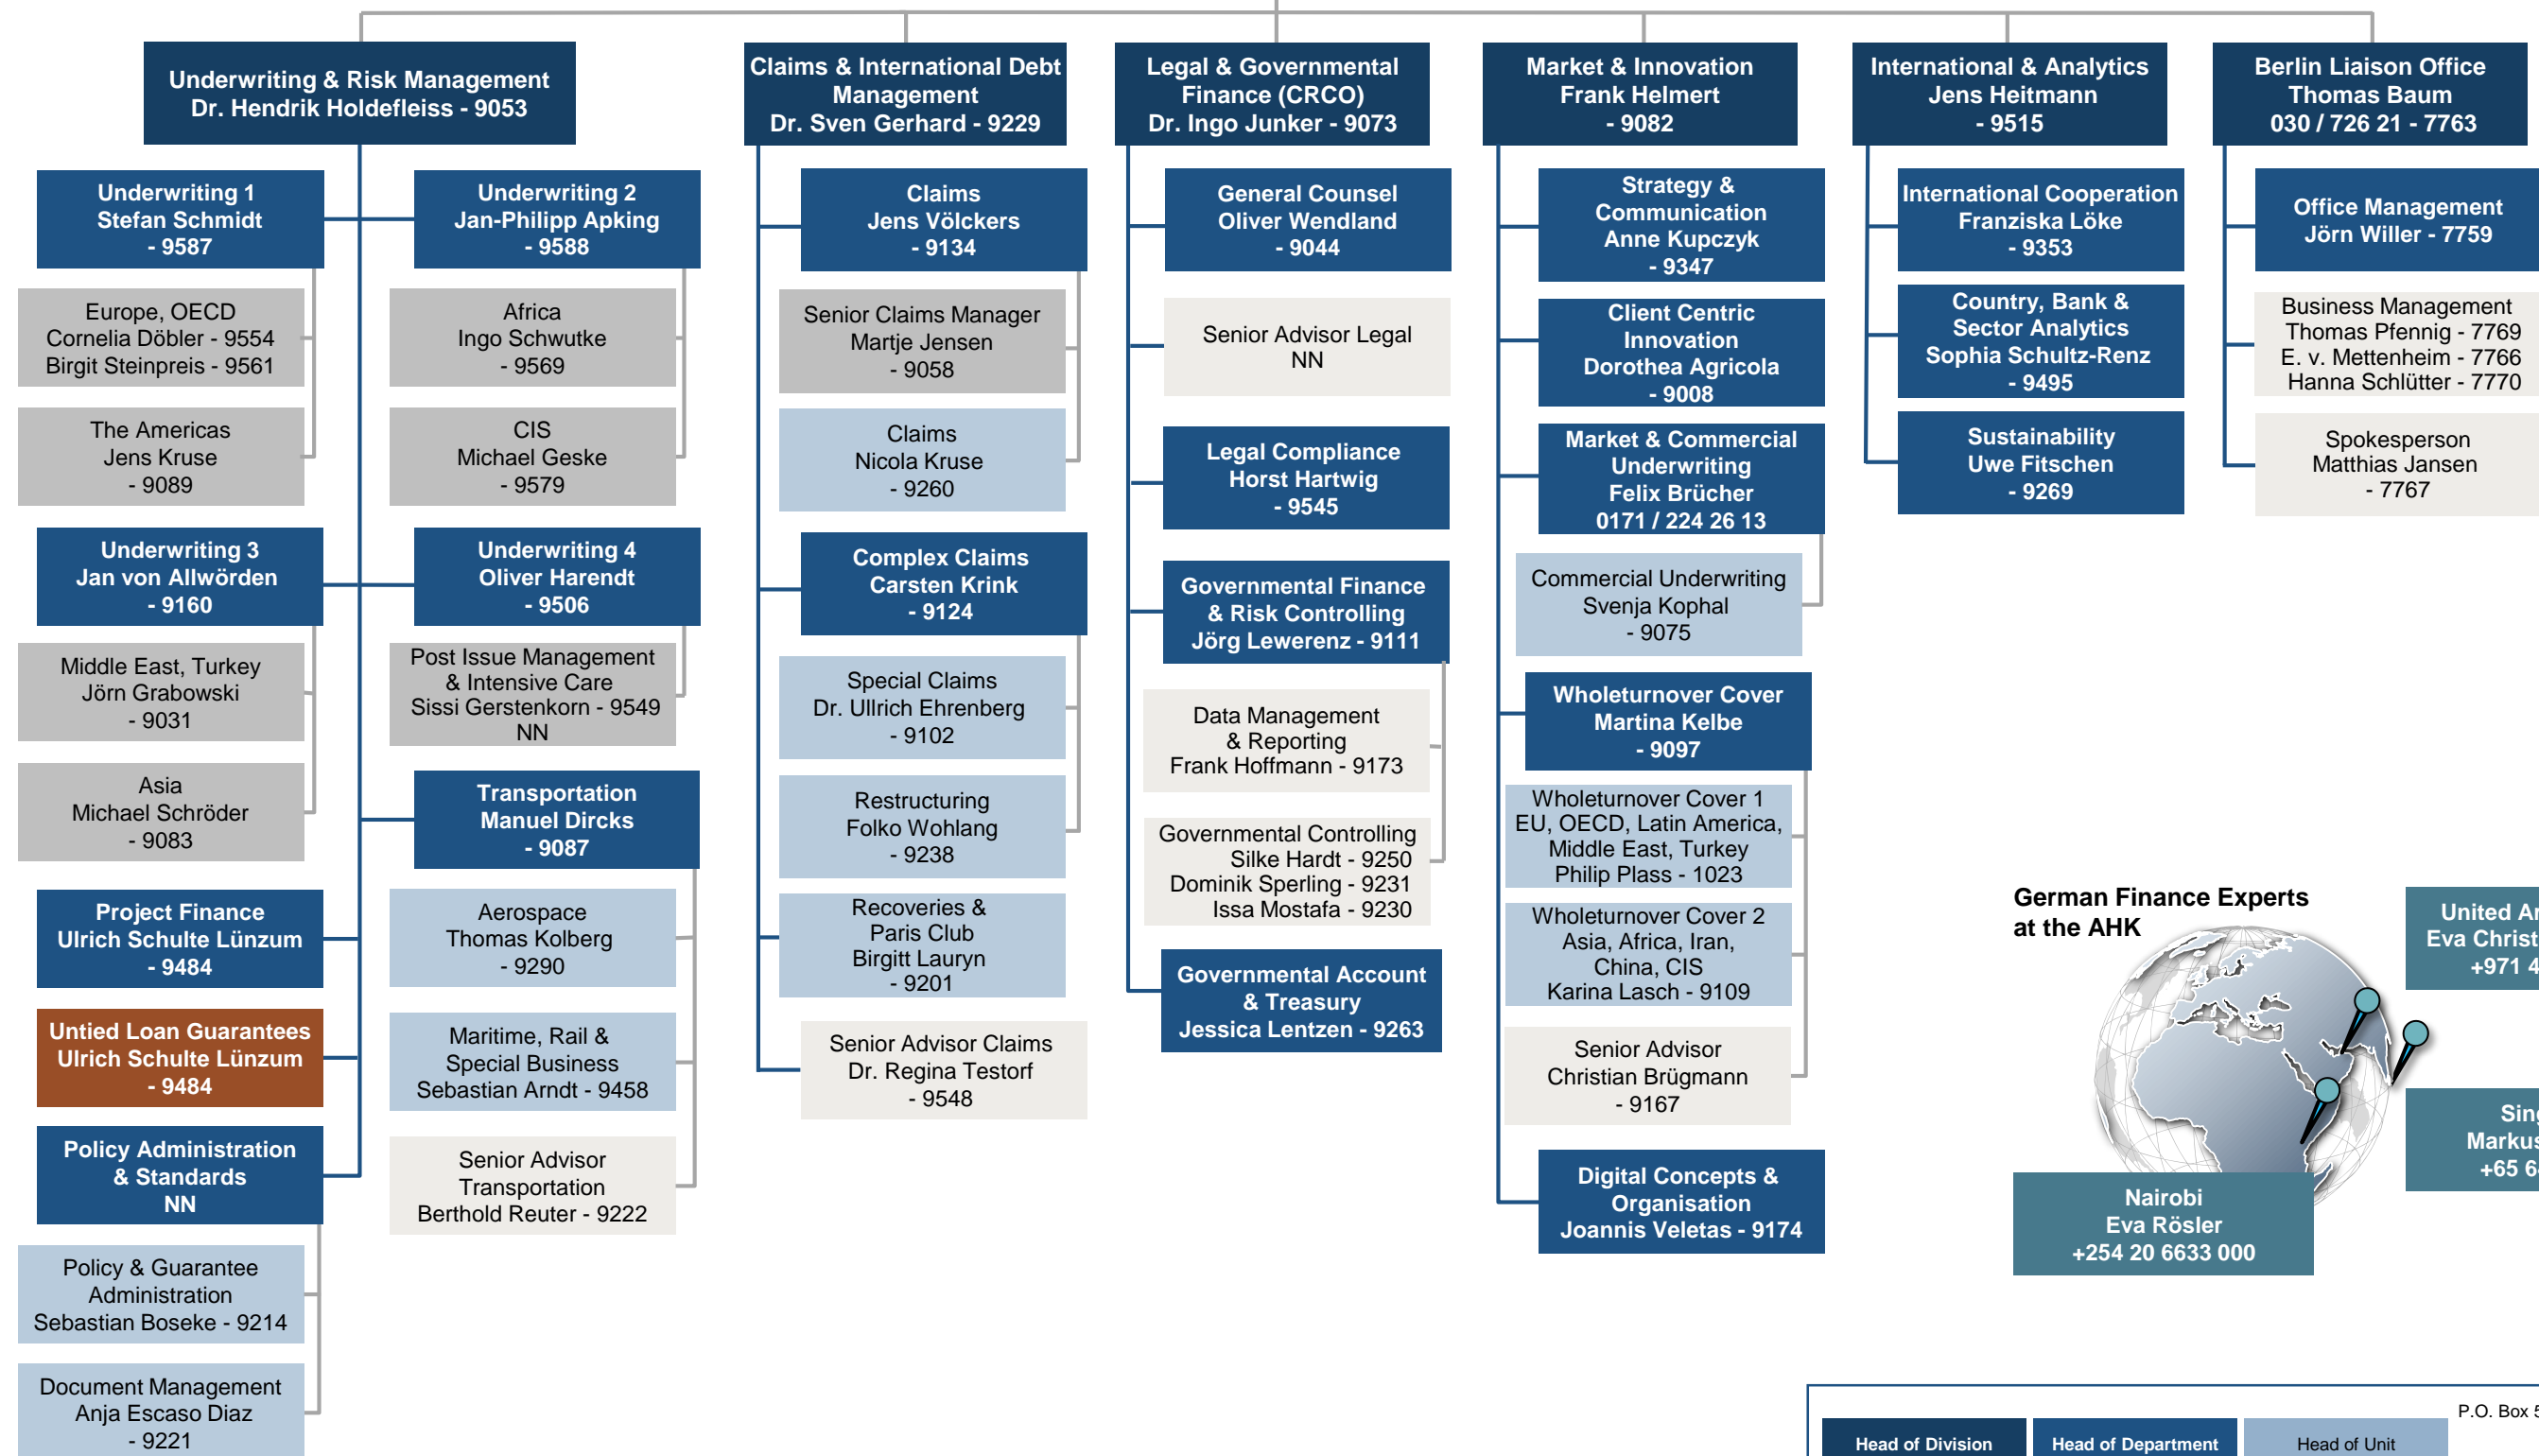 Underwriting & Risk Management
Dr. Hendrik Holdefleiss - 9053
Underwriting 1
Stefan Schmidt
- 9587
Europe, OECD
Cornelia Döbler - 9554
Birgit Steinpreis - 9561
The Americas
Jens Kruse
- 9089
Underwriting 2
Jan-Philipp Apking
- 9588
Africa
Ingo Schwutke
- 9569
CIS
Michael Geske
- 9579
Underwriting 3
Jan von Allwörden
- 9160
Middle East, Turkey
Jörn Grabowski
- 9031
Asia
Michael Schröder
- 9083
Underwriting 4
Oliver Harendt
- 9506
Post Issue Management
& Intensive Care
Sissi Gerstenkorn - 9549
NN
Transportation
Manuel Dircks
- 9087
Aerospace
Thomas Kolberg
- 9290
Maritime, Rail &
Special Business
Sebastian Arndt - 9458
Senior Advisor
Transportation
Berthold Reuter - 9222
Project Finance
Ulrich Schulte Lünzum
- 9484
Untied Loan Guarantees
Ulrich Schulte Lünzum
- 9484
Policy Administration
& Standards
NN
Policy & Guarantee
Administration
Sebastian Boseke - 9214
Document Management
Anja Escaso Diaz
- 9221
Claims & International Debt
Management
Dr. Sven Gerhard - 9229
Claims
Jens Völckers
- 9134
Senior Claims Manager
Martje Jensen
- 9058
Claims
Nicola Kruse
- 9260
Complex Claims
Carsten Krink
- 9124
Special Claims
Dr. Ullrich Ehrenberg
- 9102
Restructuring
Folko Wohlang
- 9238
Recoveries &
Paris Club
Birgitt Lauryn
- 9201
Senior Advisor Claims
Dr. Regina Testorf
- 9548
Legal & Governmental
Finance (CRCO)
Dr. Ingo Junker - 9073
General Counsel
Oliver Wendland
- 9044
Senior Advisor Legal
NN
Legal Compliance
Horst Hartwig
- 9545
Governmental Finance
& Risk Controlling
Jörg Lewerenz - 9111
Data Management
& Reporting
Frank Hoffmann - 9173
Governmental Controlling
Silke Hardt - 9250
Dominik Sperling - 9231
Issa Mostafa - 9230
Governmental Account
& Treasury
Jessica Lentzen - 9263
Market & Innovation
Frank Helmert
- 9082
Strategy &
Communication
Anne Kupczyk
- 9347
Client Centric
Innovation
Dorothea Agricola
- 9008
Market & Commercial
Underwriting
Felix Brücher
0171 / 224 26 13
Commercial Underwriting
Svenja Kophal
- 9075
Wholeturnover Cover
Martina Kelbe
- 9097
Wholeturnover Cover 1
EU, OECD, Latin America,
Middle East, Turkey
Philip Plass - 1023
Wholeturnover Cover 2
Asia, Africa, Iran,
China, CIS
Karina Lasch - 9109
Senior Advisor
Christian Brügmann
- 9167
Digital Concepts &
Organisation
Joannis Veletas - 9174
International & Analytics
Jens Heitmann
- 9515
International Cooperation
Franziska Löke
- 9353
Country, Bank &
Sector Analytics
Sophia Schultz-Renz
- 9495
Sustainability
Uwe Fitschen
- 9269
Berlin Liaison Office
Thomas Baum
030 / 726 21 - 7763
Office Management
Jörn Willer - 7759
Business Management
Thomas Pfennig - 7769
E. v. Mettenheim - 7766
Hanna Schlütter - 7770
Spokesperson
Matthias Jansen
- 7767
German Finance Experts
at the AHK
United
Eva
+971
Markus
+65
Nairobi
Eva Rösler
+254 20 6633 000
P.O. Box
Head of Division
Head of Department
Head of Unit